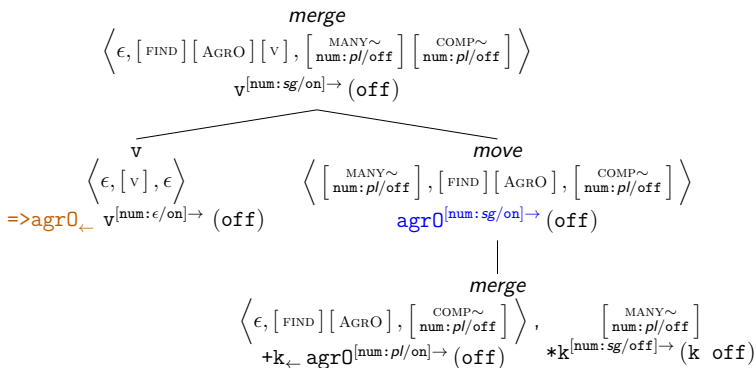 merge
⟨ϵ, [FIND] [AGRO] [V], [MANY∼ num:pl/off] [COMP∼ num:pl/off]⟩
v[num:sg/on]→ (off)
v move
⟨ϵ, [V], ϵ⟩ ⟨[MANY∼ num:pl/off], [FIND] [AGRO], [COMP∼ num:pl/off]⟩
=>agrO← v[num:ϵ/on]→ (off) agrO[num:sg/on]→ (off)
merge
⟨ϵ, [FIND] [AGRO], [COMP∼ num:pl/off]⟩, [MANY∼ num:pl/off]
+k← agrO[num:pl/on]→ (off) *k[num:sg/off]→ (k off)